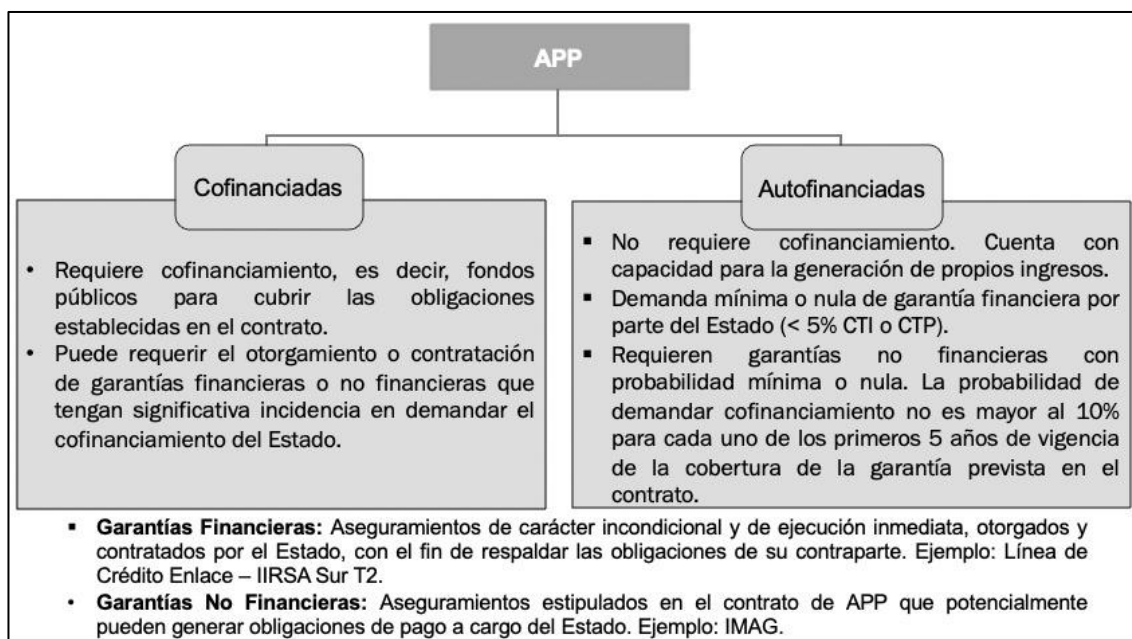 APP
Cofinanciadas
• Requiere cofinanciamiento, es decir, fondos
públicos para cubrir las obligaciones
establecidas en el contrato.
• Puede requerir el otorgamiento o contratación
de garantías financieras o no financieras que
tengan significativa incidencia en demandar el
cofinanciamiento del Estado.
Autofinanciadas
▪ No requiere cofinanciamiento. Cuenta con
capacidad para la generación de propios ingresos.
▪ Demanda mínima o nula de garantía financiera por
parte del Estado (< 5% CTI o CTP).
▪ Requieren garantías no financieras con
probabilidad mínima o nula. La probabilidad de
demandar cofinanciamiento no es mayor al 10%
para cada uno de los primeros 5 años de vigencia
de la cobertura de la garantía prevista en el
contrato.
▪ Garantías Financieras: Aseguramientos de carácter incondicional y de ejecución inmediata, otorgados y
contratados por el Estado, con el fin de respaldar las obligaciones de su contraparte. Ejemplo: Línea de
Crédito Enlace – IIRSA Sur T2.
• Garantías No Financieras: Aseguramientos estipulados en el contrato de APP que potencialmente
pueden generar obligaciones de pago a cargo del Estado. Ejemplo: IMAG.